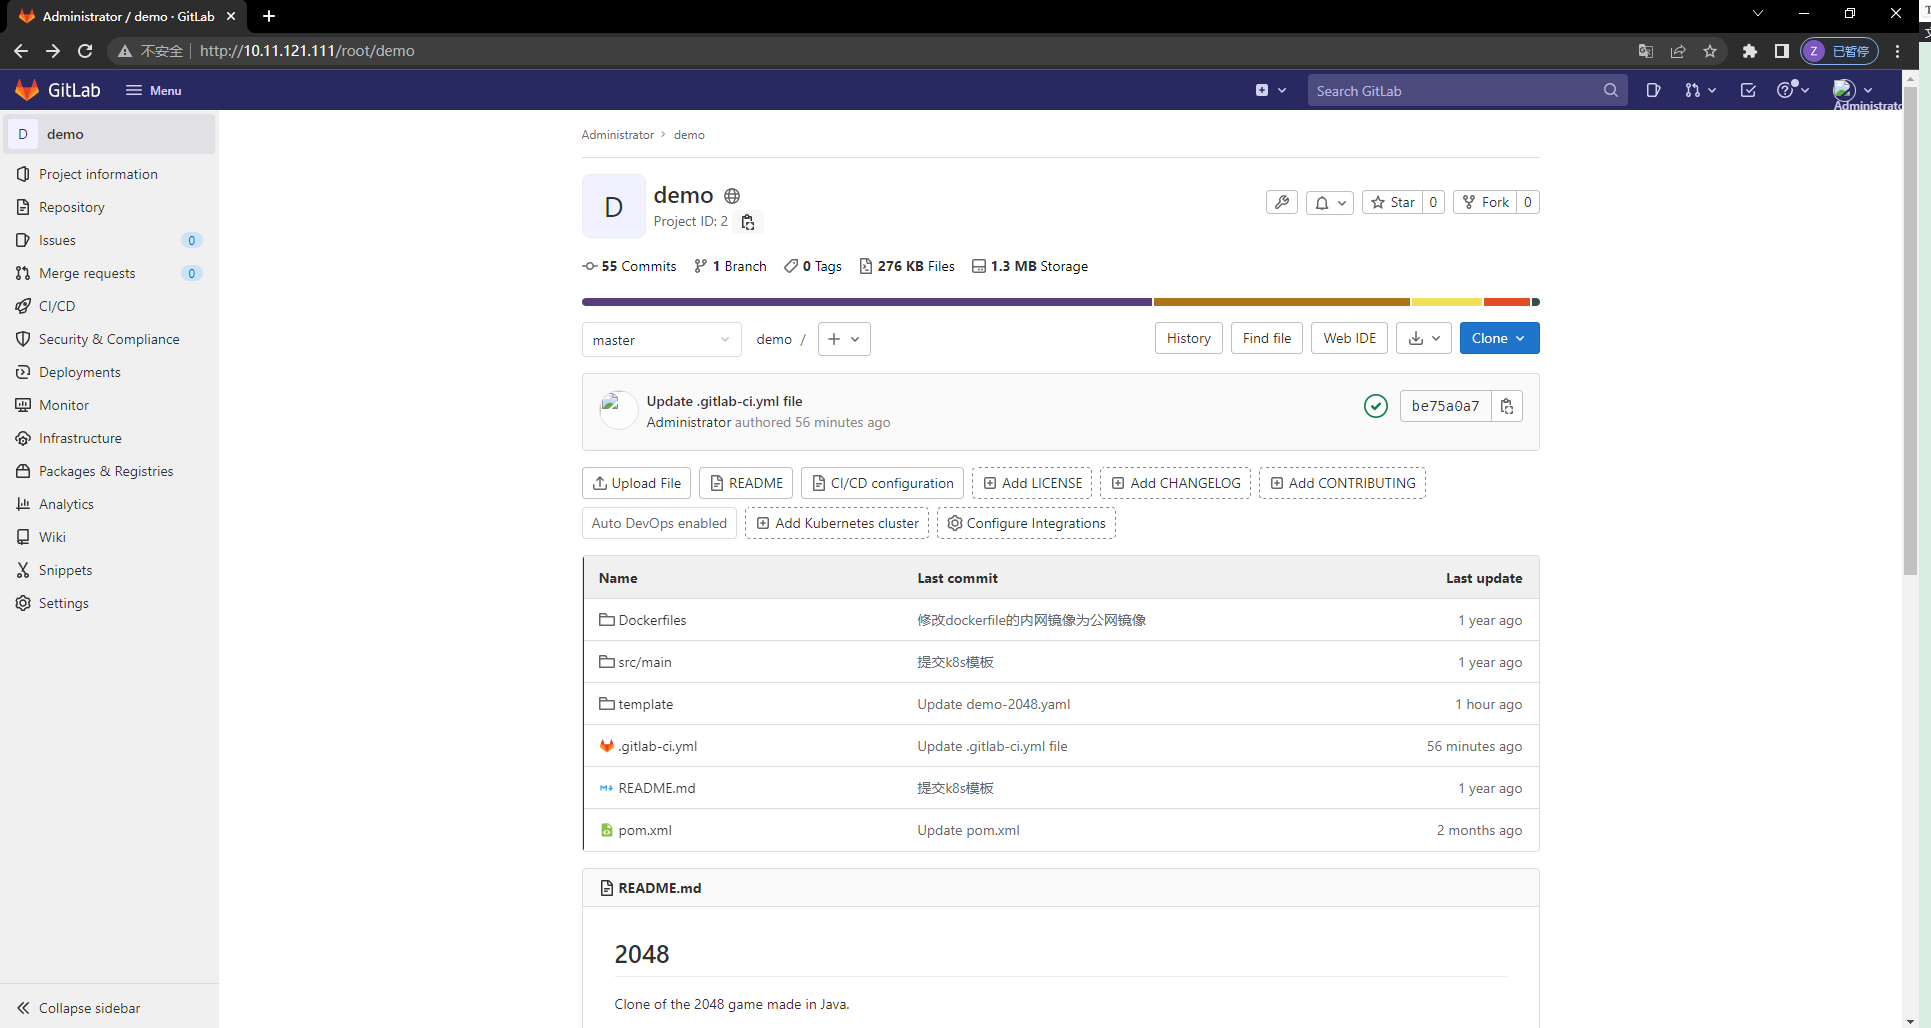 Administrator / demo · GitLab
不安全 http://10.11.121.111/root/demo
Z 已暂停
GitLab Menu Search GitLab
Administrato
D demo
Project information
Repository
Issues 0
Merge requests 0
CI/CD
Security & Compliance
Deployments
Monitor
Infrastructure
Packages & Registries
Analytics
Wiki
Snippets
Settings
Collapse sidebar
Administrator > demo
D
demo
Project ID: 2
Star 0 Fork 0
55 Commits 1 Branch 0 Tags 276 KB Files 1.3 MB Storage
master demo / + History Find file Web IDE Clone
Update .gitlab-ci.yml file
Administrator authored 56 minutes ago
be75a0a7
Upload File README CI/CD configuration Add LICENSE Add CHANGELOG Add CONTRIBUTING
Auto DevOps enabled Add Kubernetes cluster Configure Integrations
Name Last commit Last update
Dockerfiles 修改dockerfile的内网镜像为公网镜像 1 year ago
src/main 提交k8s模板 1 year ago
template Update demo-2048.yaml 1 hour ago
.gitlab-ci.yml Update .gitlab-ci.yml file 56 minutes ago
README.md 提交k8s模板 1 year ago
pom.xml Update pom.xml 2 months ago
README.md
2048
Clone of the 2048 game made in Java.